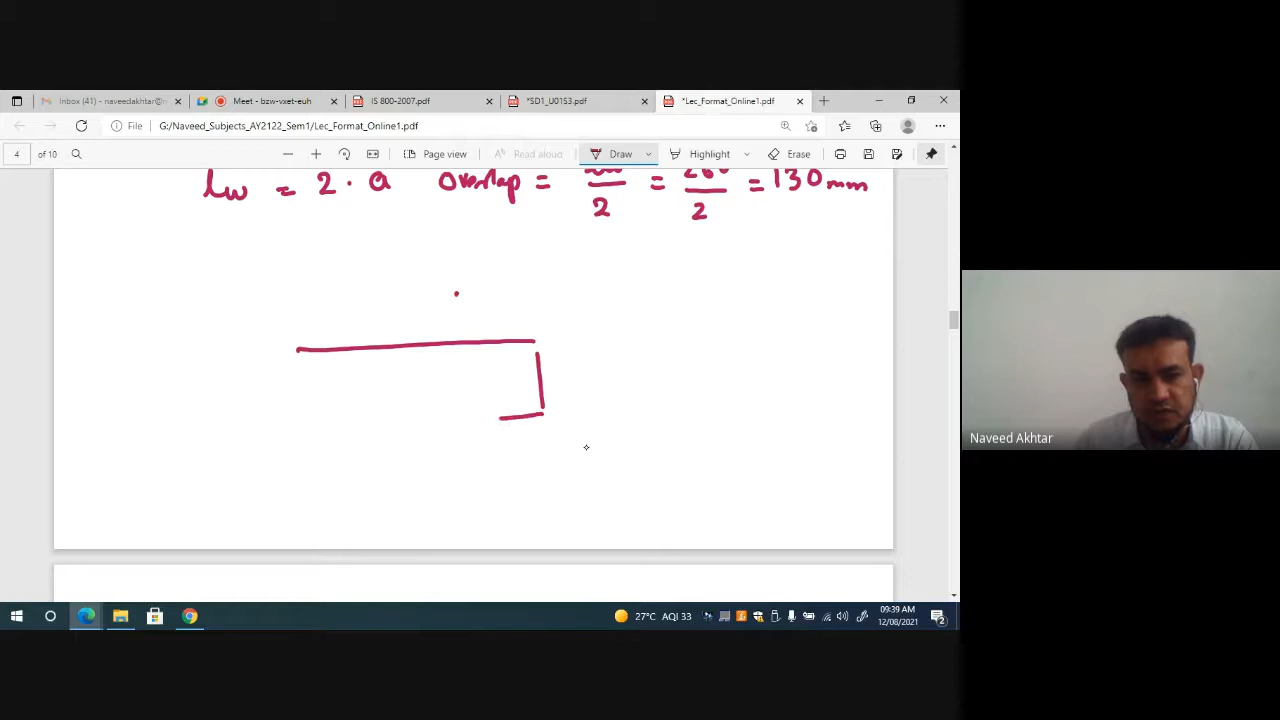 Inbox (41) - naveedakhtar@n
Meet - bzw-vxet-euh
IS 800-2007.pdf
*SD1_U01S3.pdf
*Lec_Format_Online1.pdf
File
G:/Naveed_Subjects_AY2122_Sem1/Lec_Format_Online1.pdf
4 of 10
Page view
Read aloud
Draw
Highlight
Erase
lw = 2 · a overlap = 2 = 260/2 = 130 mm
Naveed Akhtar
27°C AQI 33
09:39 AM
12/08/2021
2